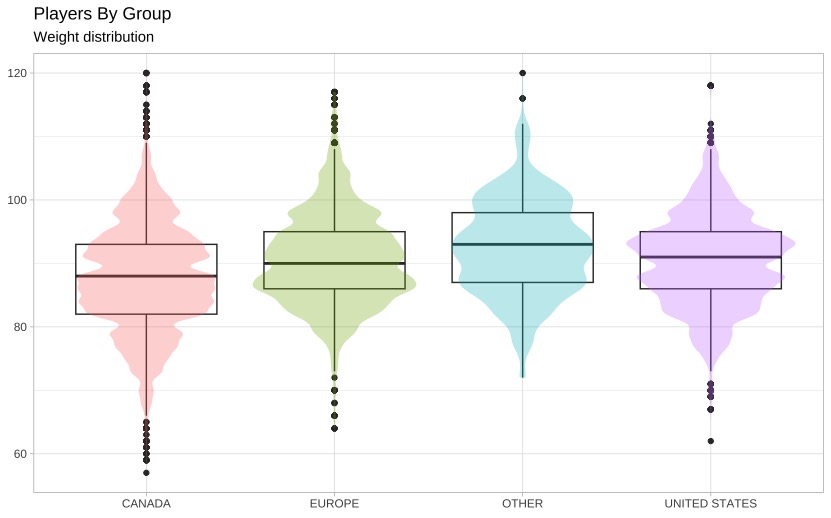 Players By Group
Weight distribution
120
100
80
60
CANADA
EUROPE
OTHER
UNITED STATES